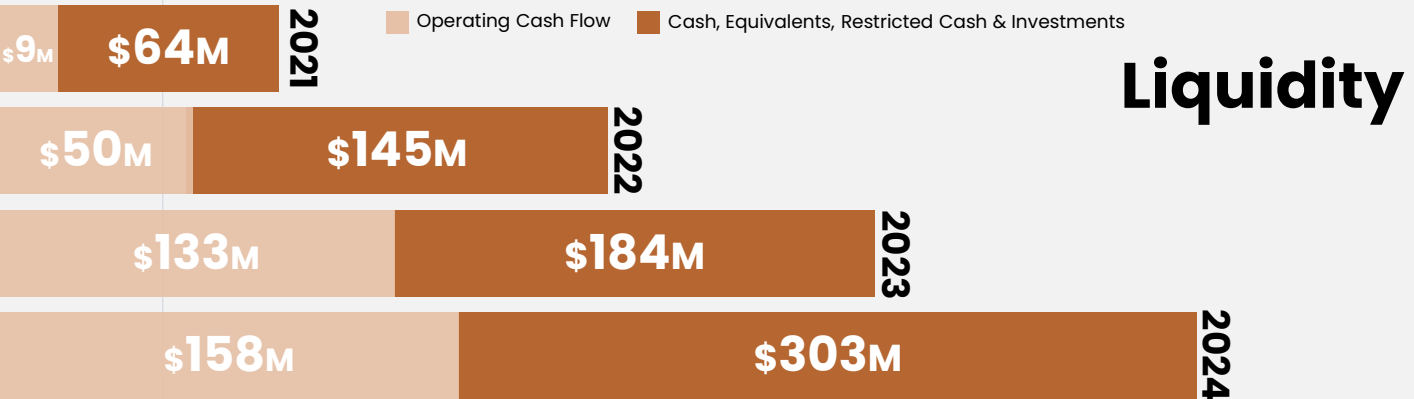 Operating Cash Flow Cash, Equivalents, Restricted Cash & Investments
Liquidity
$9M $64M 2021
$50M $145M 2022
$133M $184M 2023
$158M $303M 2024